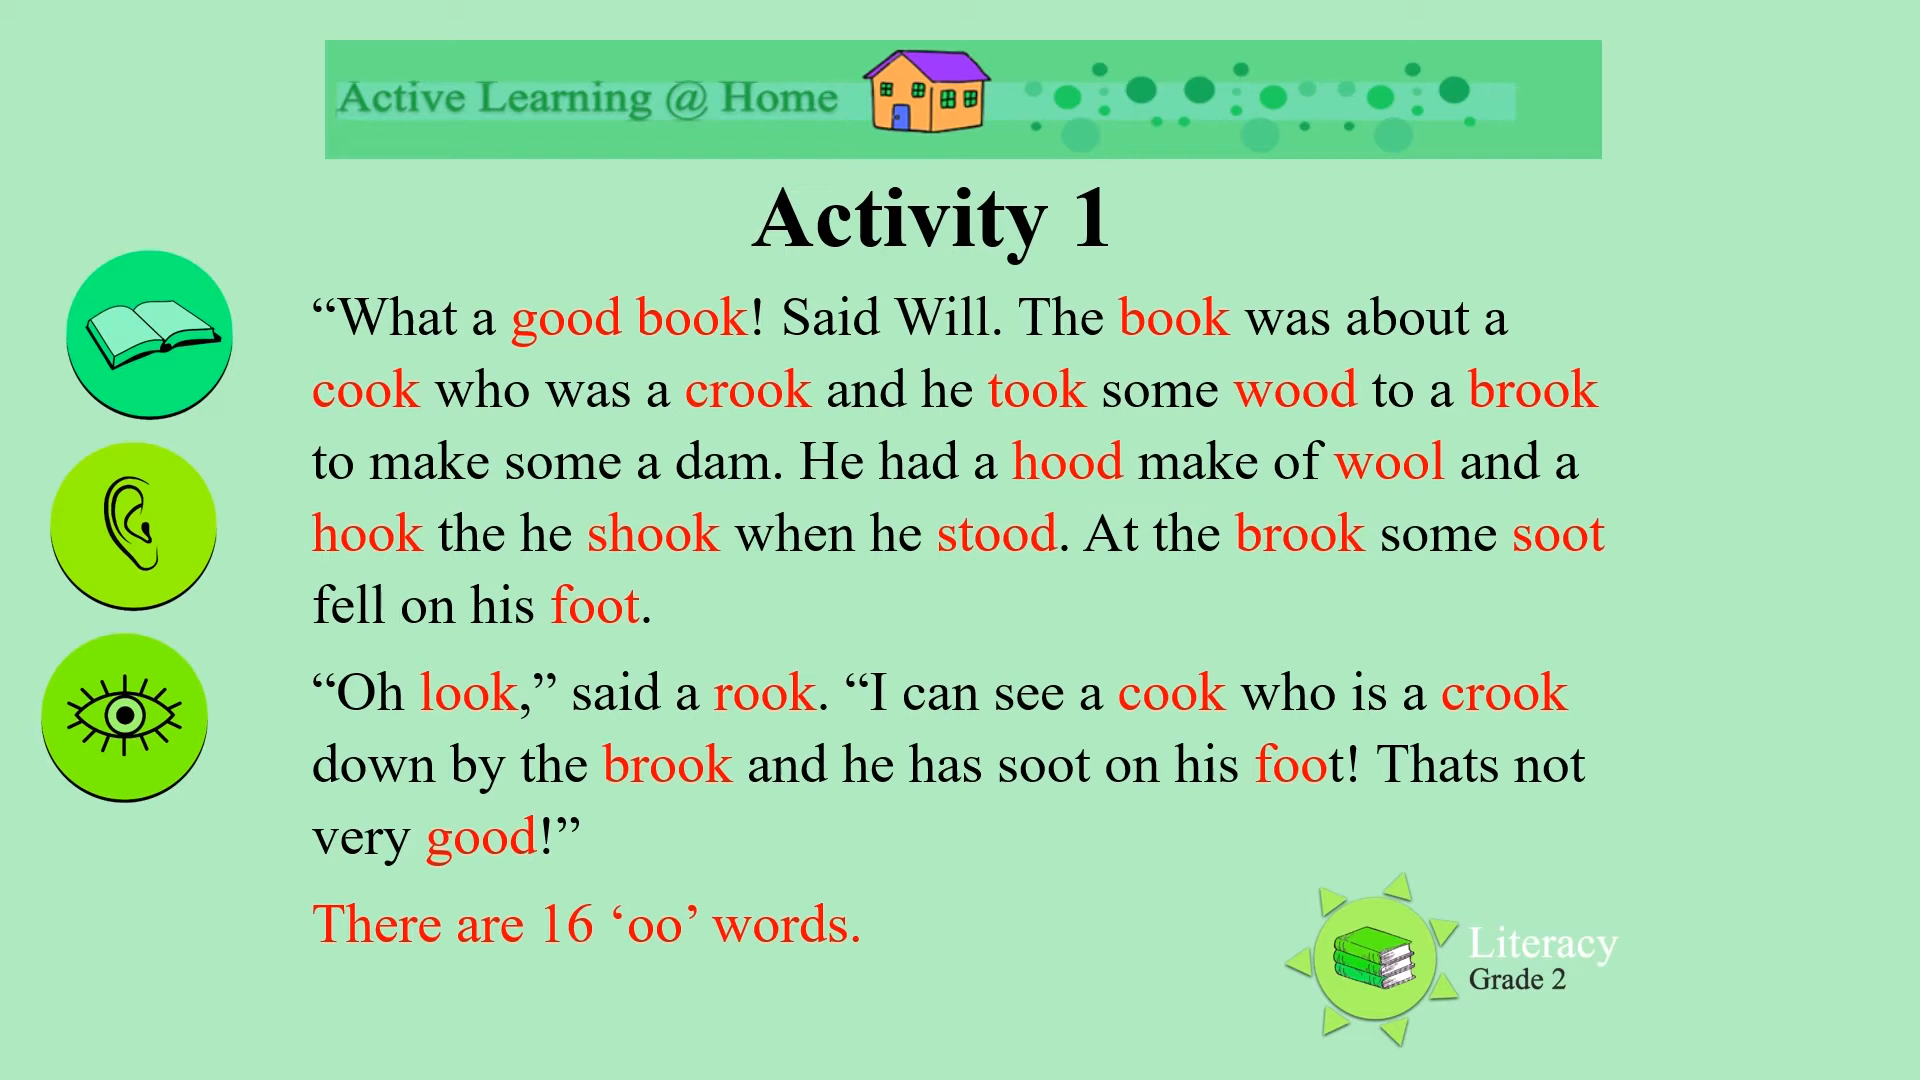 Active Learning @ Home
Activity 1
“What a good book! Said Will. The book was about a
cook who was a crook and he took some wood to a brook
to make some a dam. He had a hood make of wool and a
hook the he shook when he stood. At the brook some soot
fell on his foot.
“Oh look,” said a rook. “I can see a cook who is a crook
down by the brook and he has soot on his foot! Thats not
very good!”
There are 16 ‘oo’ words.
Literacy
Grade 2